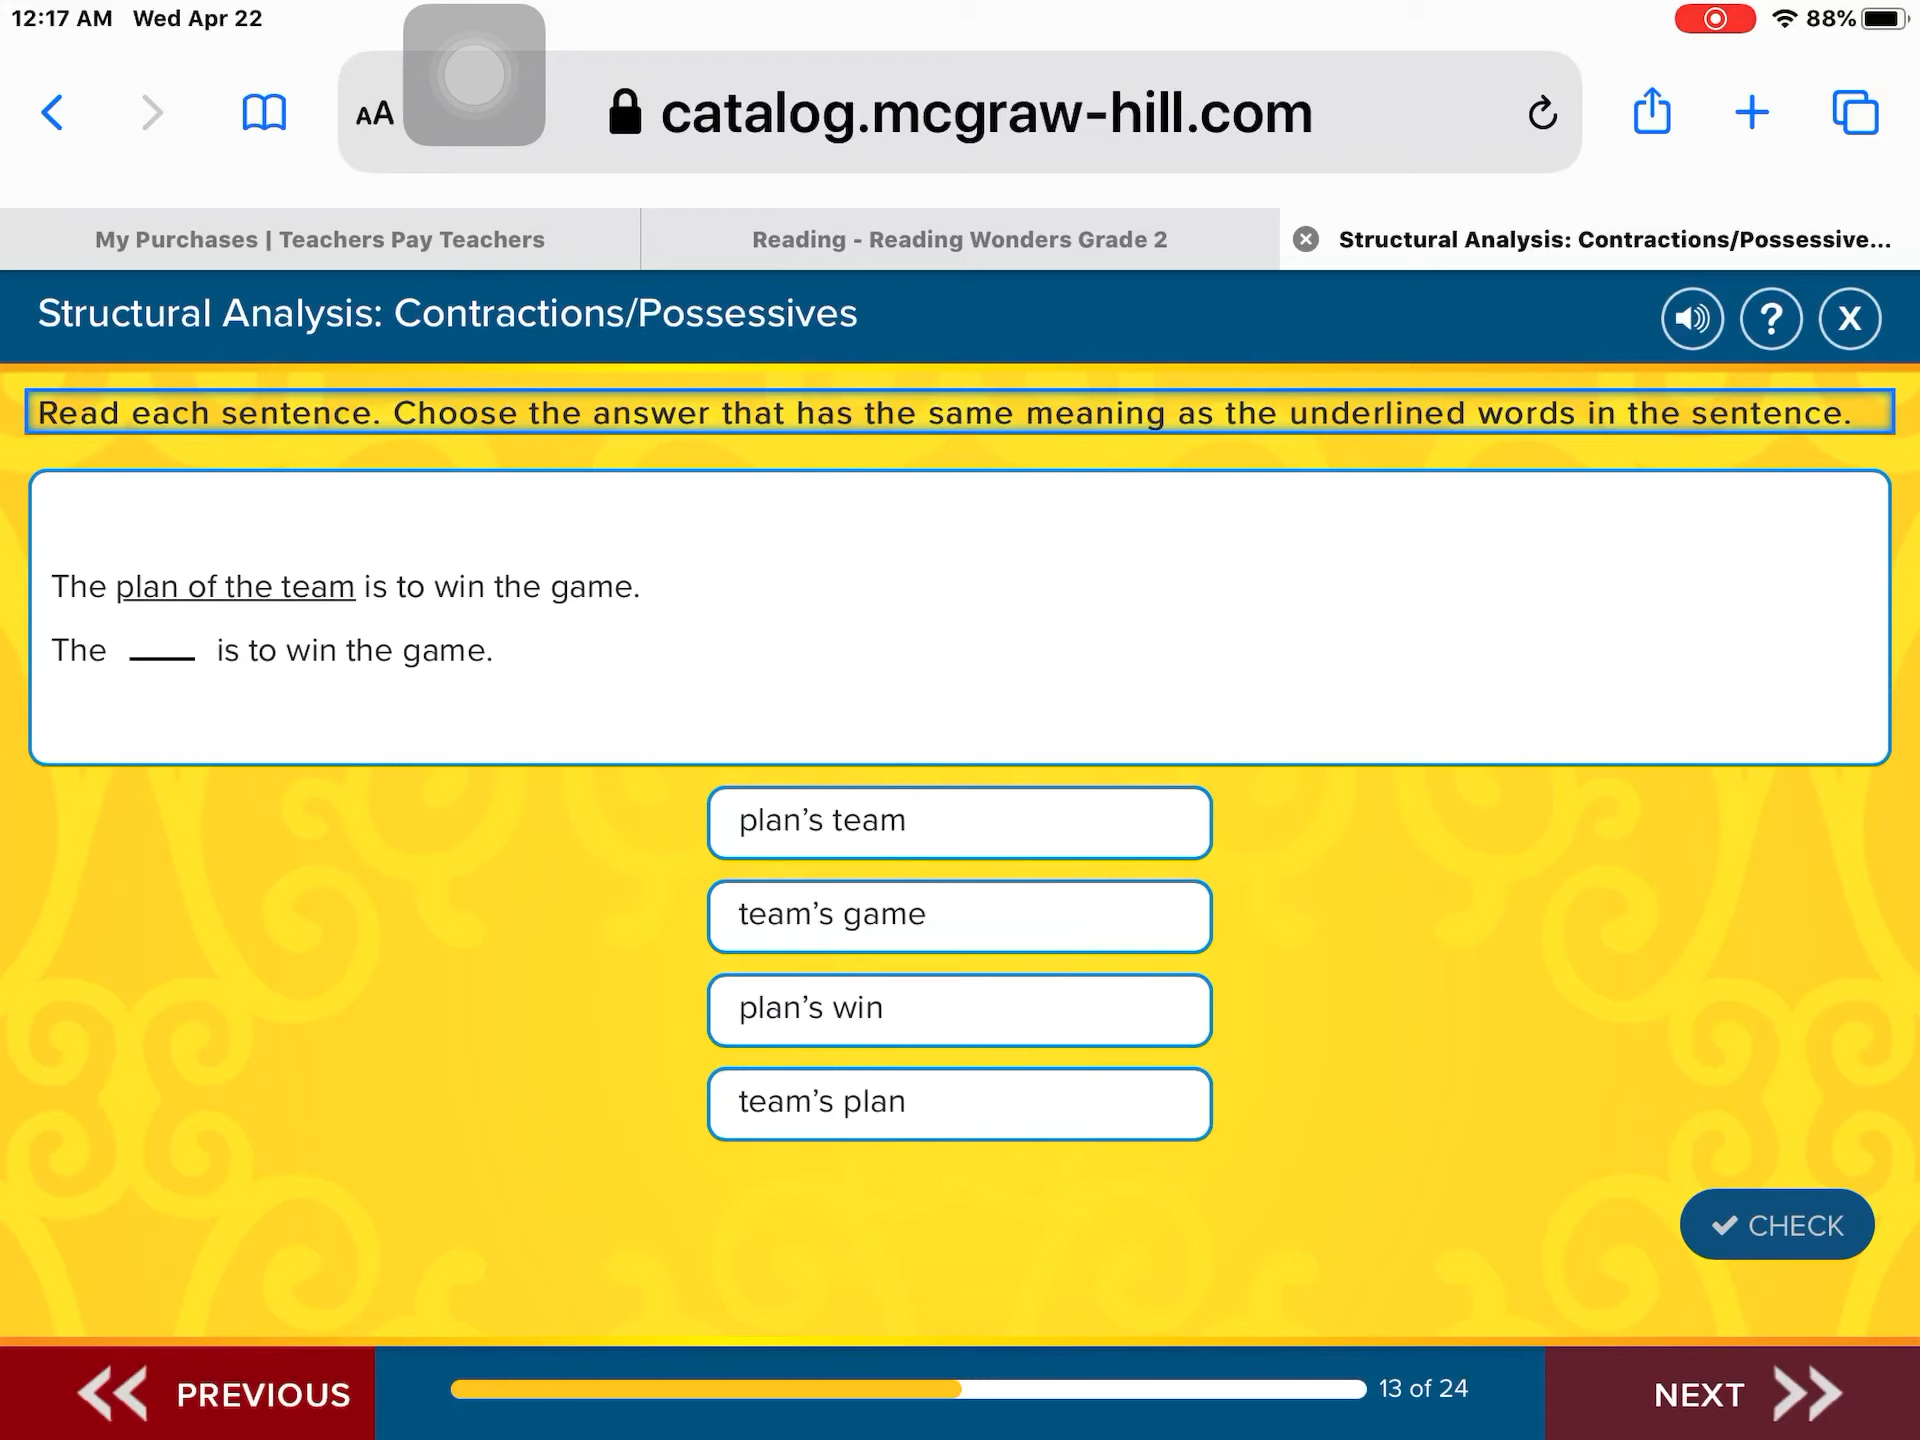 12:17 AM Wed Apr 22
88%
AA
catalog.mcgraw-hill.com
My Purchases | Teachers Pay Teachers
Reading - Reading Wonders Grade 2
Structural Analysis: Contractions/Possessive...
Structural Analysis: Contractions/Possessives
? X
Read each sentence. Choose the answer that has the same meaning as the underlined words in the sentence.
The plan of the team is to win the game.
The ____ is to win the game.
plan’s team
team’s game
plan’s win
team’s plan
CHECK
PREVIOUS
13 of 24
NEXT